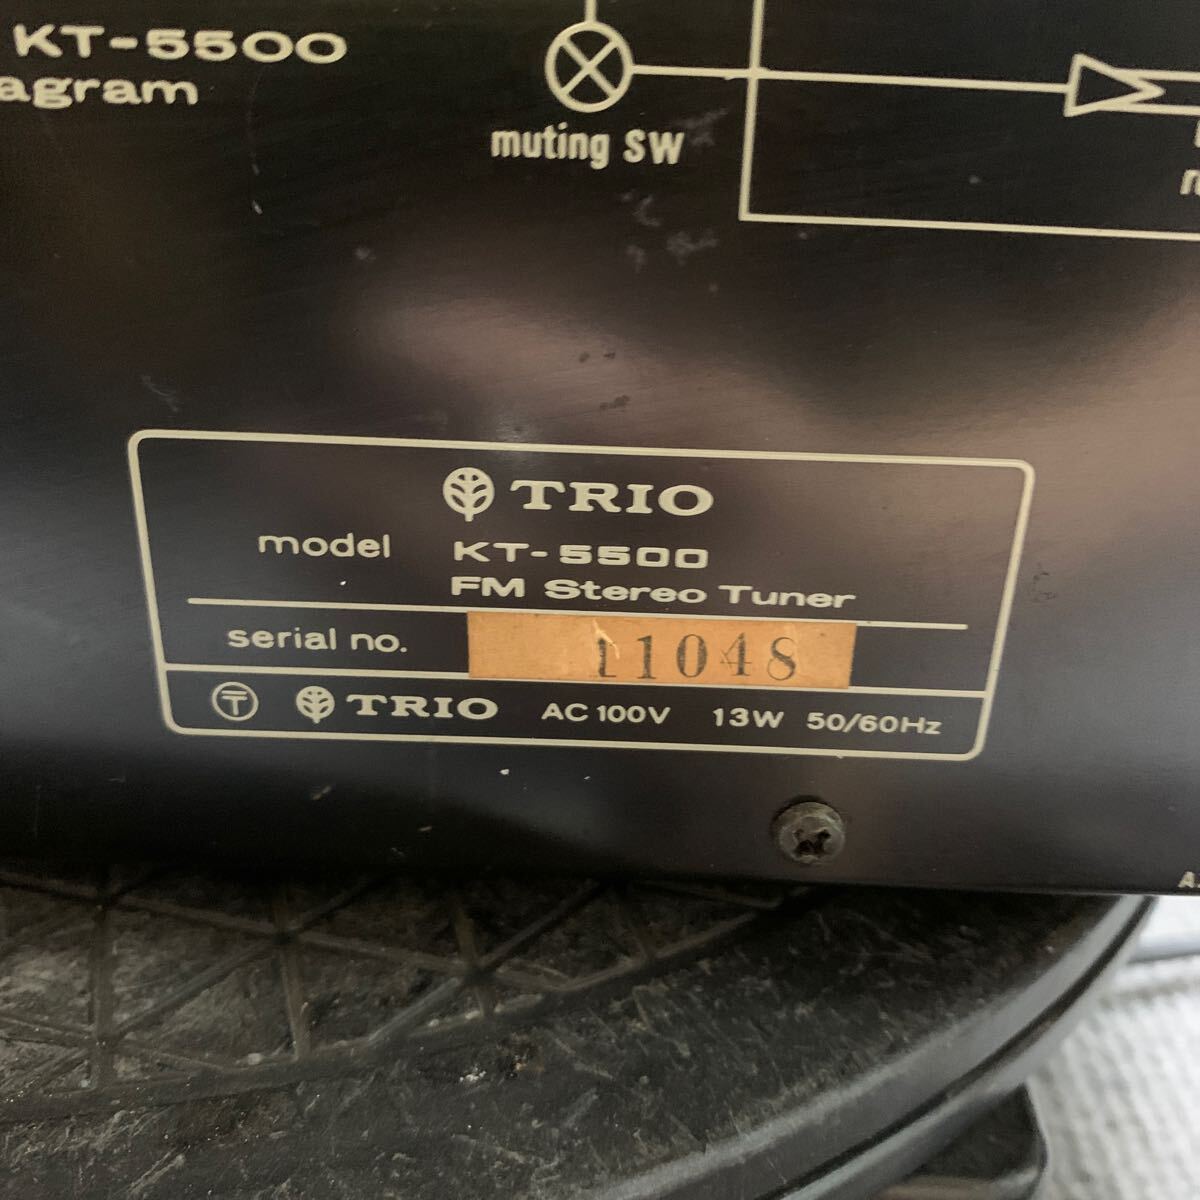 KT-5500
agram
muting SW
TRIO
model KT-5500
FM Stereo Tuner
serial no. 11048
TRIO AC 100V 13W 50/60Hz